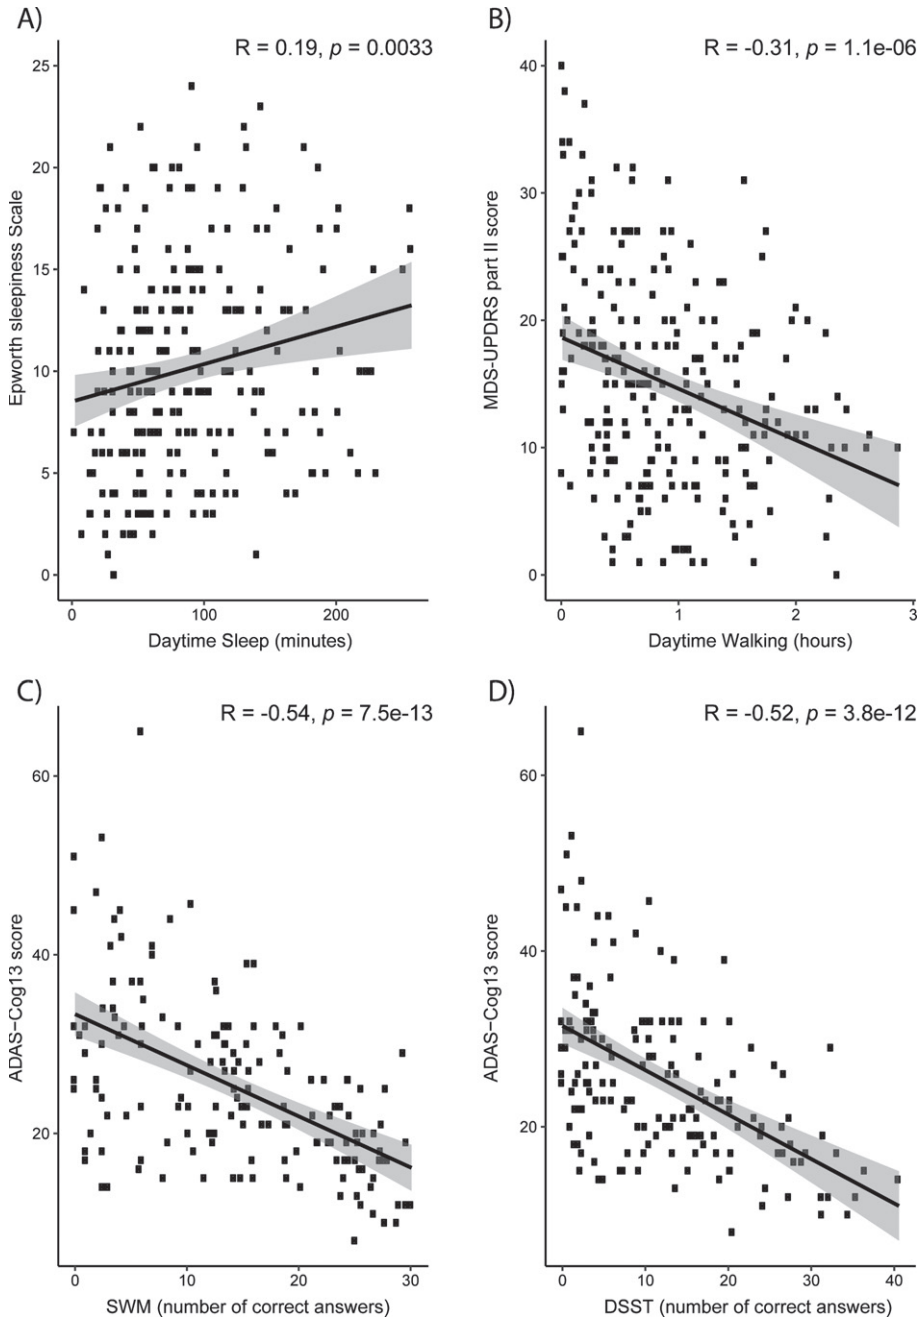 A)
R = 0.19, p = 0.0033
25
20
15
10
5
0
Epworth sleepiness Scale
0 100 200
Daytime Sleep (minutes)
B)
R = -0.31, p = 1.1e-06
40
30
20
10
0
MDS-UPDRS part II score
0 1 2 3
Daytime Walking (hours)
C)
R = -0.54, p = 7.5e-13
60
40
20
ADAS−Cog13 score
0 10 20 30
SWM (number of correct answers)
D)
R = -0.52, p = 3.8e-12
60
40
20
ADAS−Cog13 score
0 10 20 30 40
DSST (number of correct answers)